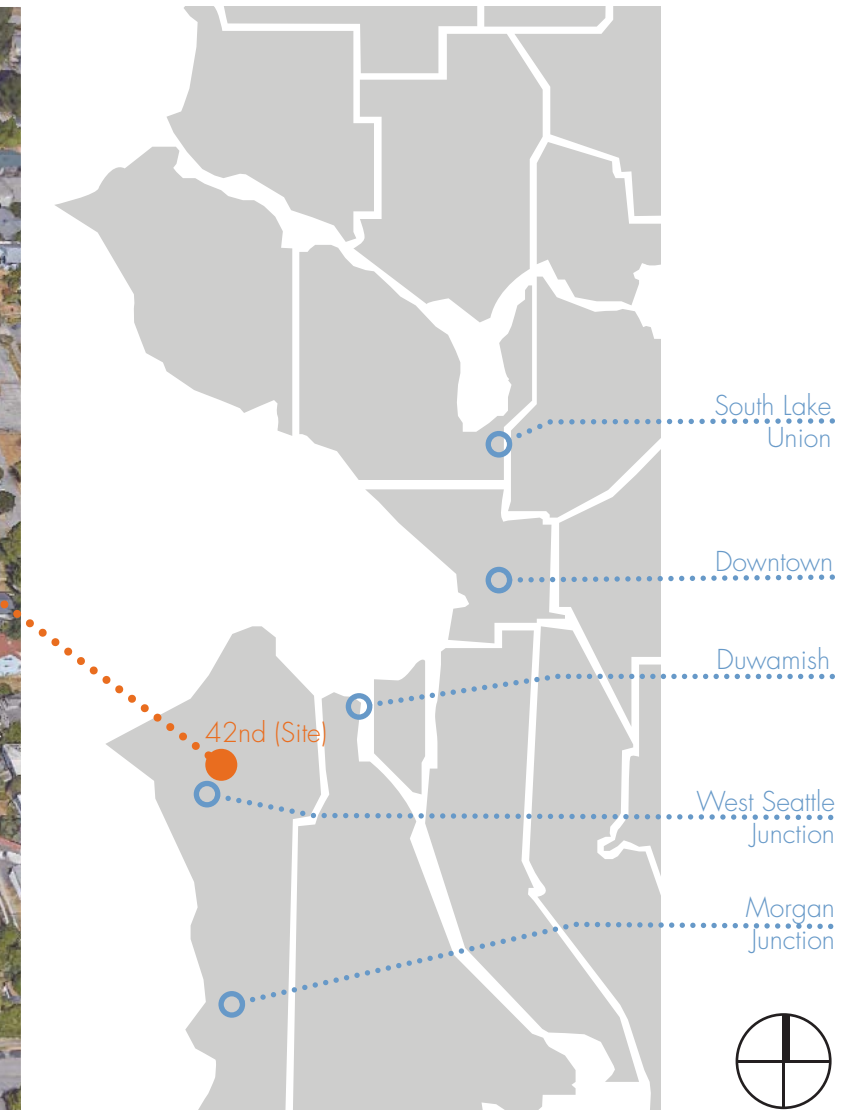 South Lake
Union
Downtown
Duwamish
42nd (Site)
West Seattle
Junction
Morgan
Junction